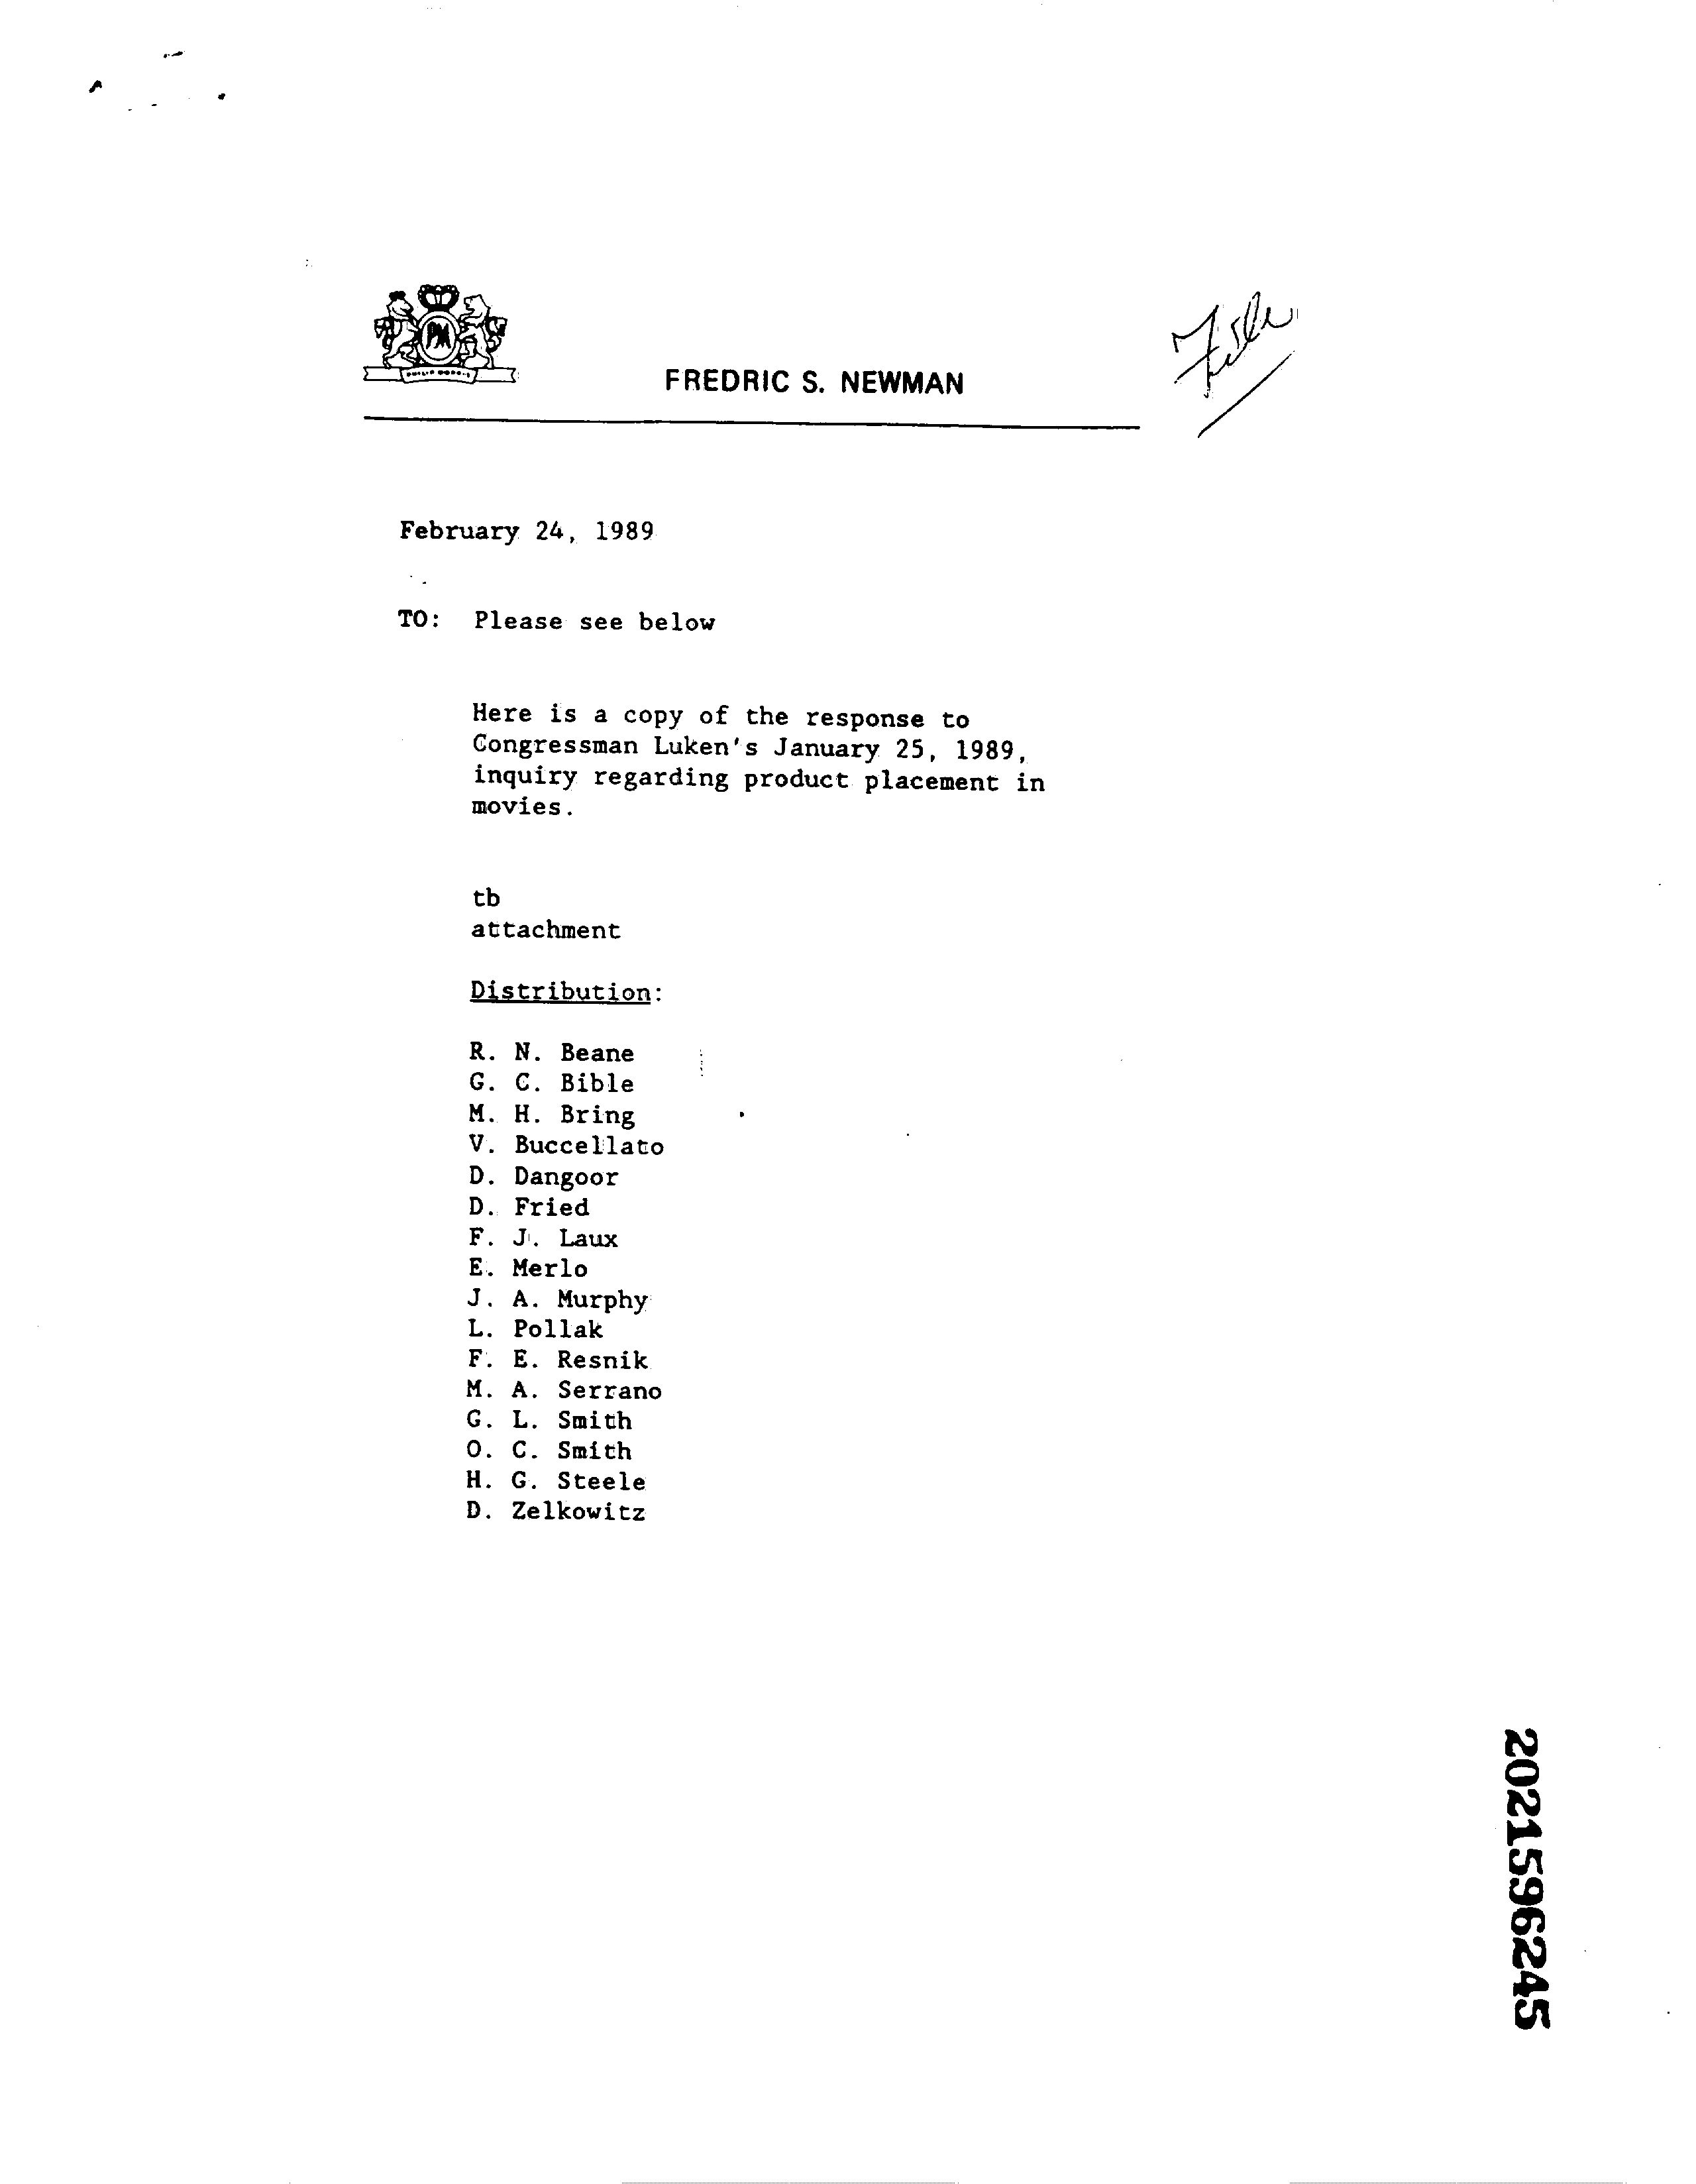 PM
PHILIP MORRIS
FREDRIC S. NEWMAN
File
February 24, 1989
TO: Please see below
Here is a copy of the response to
Congressman Luken's January 25, 1989,
inquiry regarding product placement in
movies.
tb
attachment
Distribution:
R. N. Beane
G. C. Bible
M. H. Bring
V. Buccellato
D. Dangoor
D. Fried
F. J. Laux
E. Merlo
J. A. Murphy
L. Pollak
F. E. Resnik
M. A. Serrano
G. L. Smith
O. C. Smith
H. G. Steele
D. Zelkowitz
2021596245